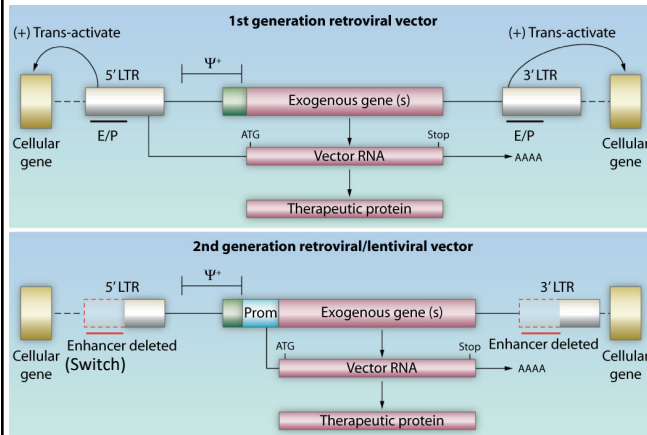 1st generation retroviral vector
(+) Trans-activate
(+) Trans-activate
5' LTR
Ψ+
3' LTR
Exogenous gene (s)
E/P
E/P
Cellular
gene
Cellular
gene
ATG
Stop
Vector RNA
AAAA
Therapeutic protein
2nd generation retroviral/lentiviral vector
5' LTR
Ψ+
3' LTR
Prom
Exogenous gene (s)
Enhancer deleted
(Switch)
Enhancer deleted
Cellular
gene
Cellular
gene
ATG
Stop
Vector RNA
AAAA
Therapeutic protein